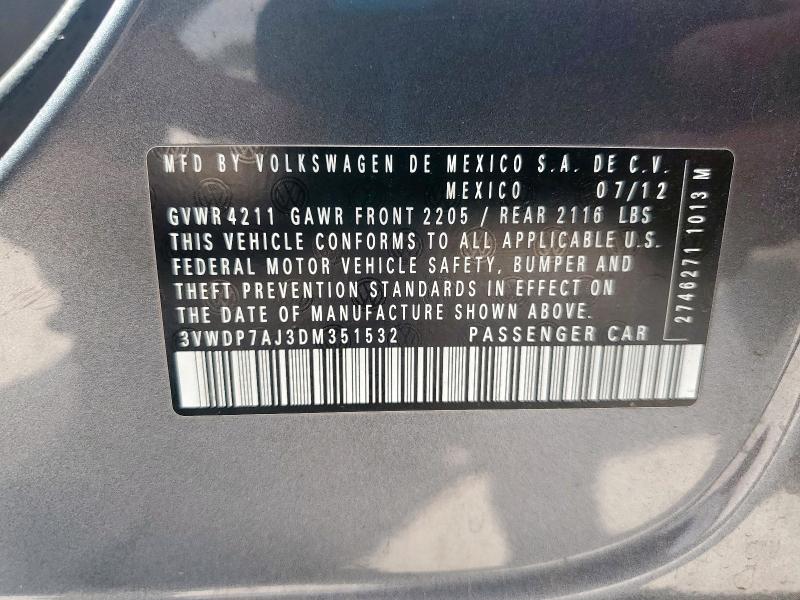 MFD BY VOLKSWAGEN DE MEXICO S.A. DE C.V.
MEXICO 07/12
GVWR 4211 GAWR FRONT 2205 / REAR 2116 LBS
THIS VEHICLE CONFORMS TO ALL APPLICABLE U.S.
FEDERAL MOTOR VEHICLE SAFETY, BUMPER AND
THEFT PREVENTION STANDARDS IN EFFECT ON
THE DATE OF MANUFACTURE SHOWN ABOVE.
3VWDP7AJ3DM351532 PASSENGER CAR
2746271 1013 M